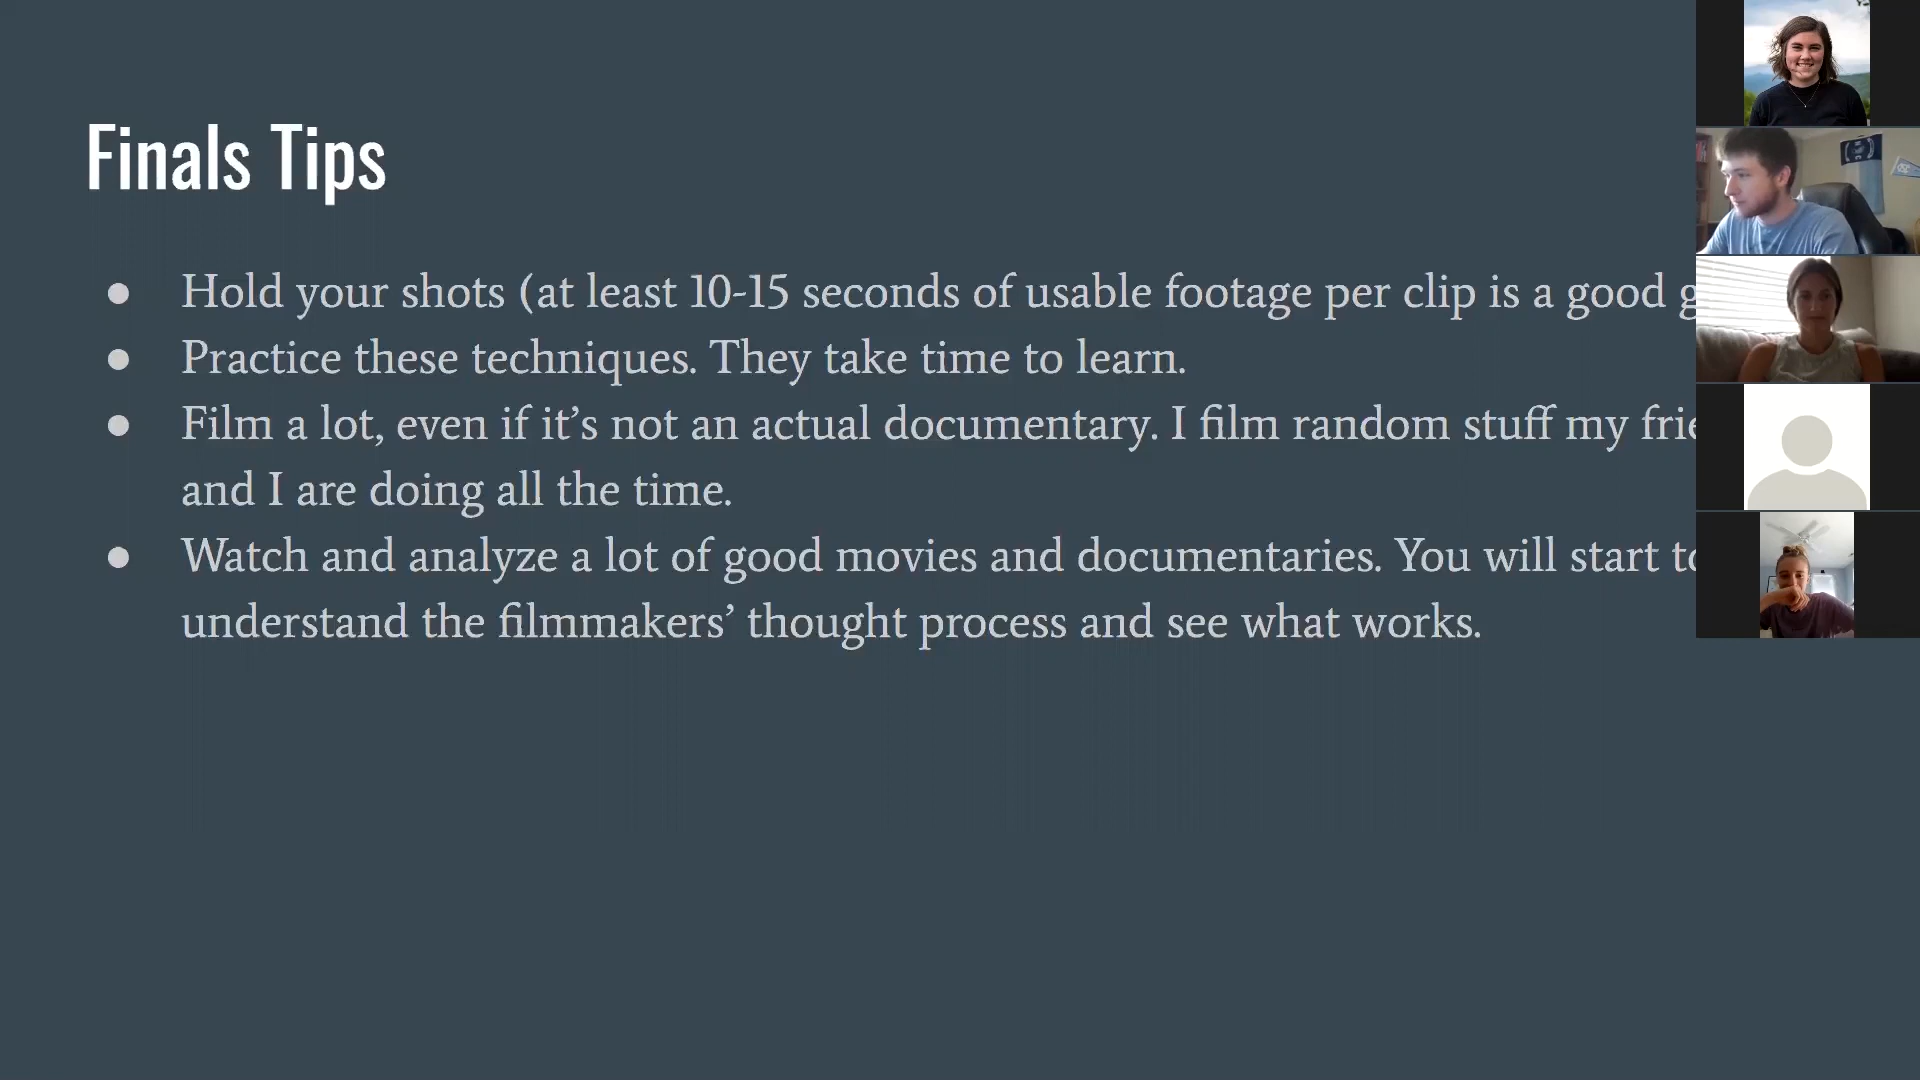 Finals Tips
● Hold your shots (at least 10-15 seconds of usable footage per clip is a good
● Practice these techniques. They take time to learn.
● Film a lot, even if it’s not an actual documentary. I film random stuff my
and I are doing all the time.
● Watch and analyze a lot of good movies and documentaries. You will start to
understand the filmmakers’ thought process and see what works.